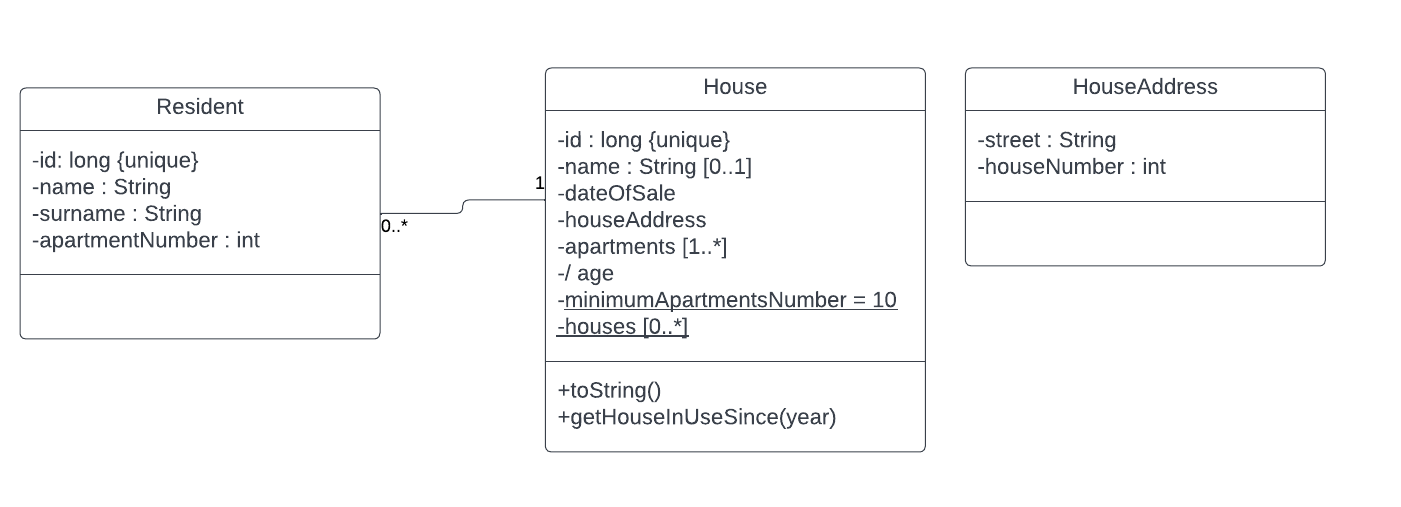 Resident
-id: long {unique}
-name : String
-surname : String
-apartmentNumber : int
0..*
1
House
-id : long {unique}
-name : String [0..1]
-dateOfSale
-houseAddress
-apartments [1..*]
-/ age
-minimumApartmentsNumber = 10
-houses [0..*]
+toString()
+getHouseInUseSince(year)
HouseAddress
-street : String
-houseNumber : int